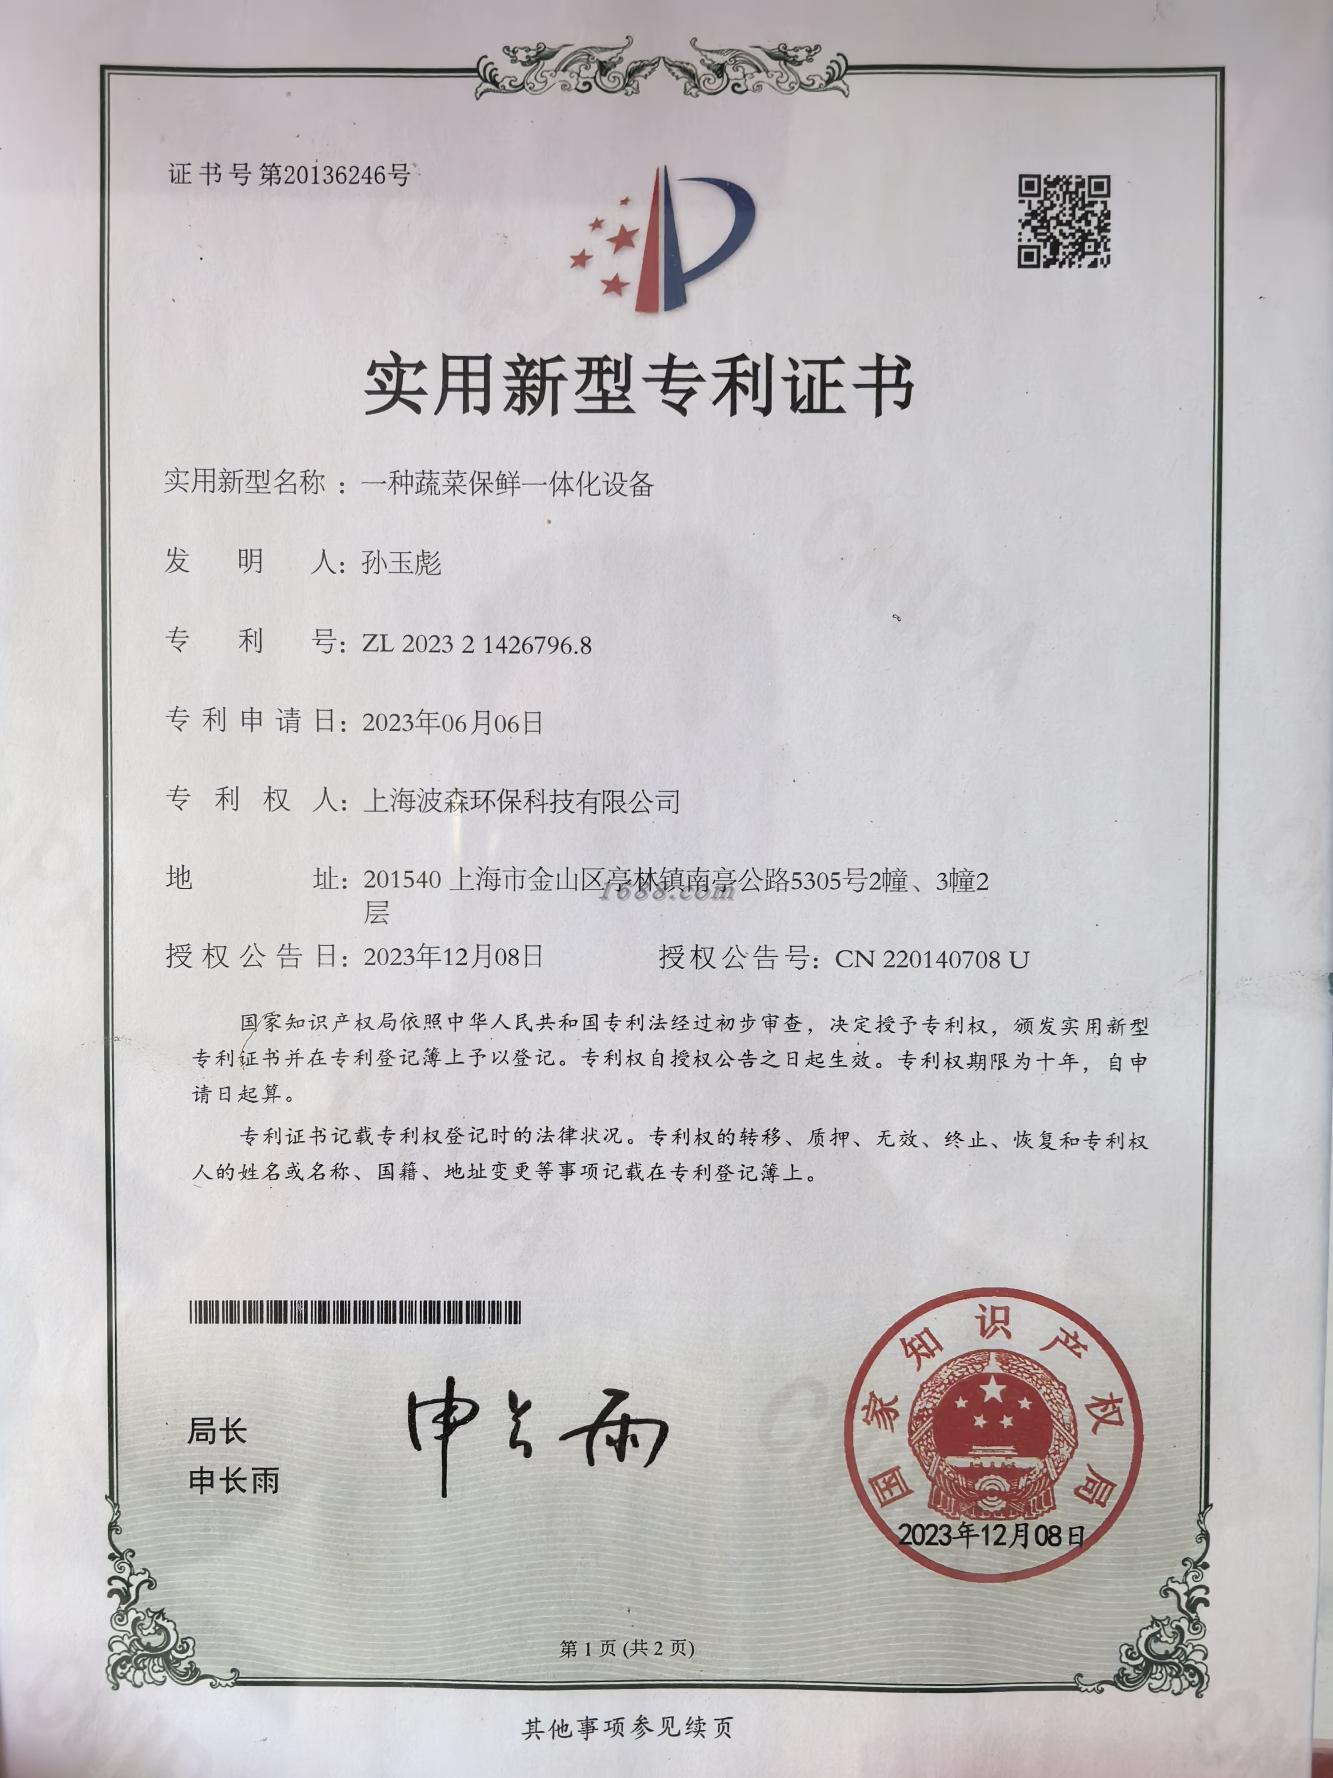 证书号第20136246号
实用新型专利证书
实用新型名称：一种蔬菜保鲜一体化设备
发明人：孙玉彪
专利号：ZL 2023 2 1426796.8
专利申请日：2023年06月06日
专利权人：上海波森环保科技有限公司
地址：201540 上海市金山区亭林镇南亭公路5305号2幢、3幢2
层
1688.com
授权公告日：2023年12月08日 授权公告号：CN 220140708 U
国家知识产权局依照中华人民共和国专利法经过初步审查，决定授予专利权，颁发实用新型
专利证书并在专利登记簿上予以登记。专利权自授权公告之日起生效。专利权期限为十年，自申
请日起算。
专利证书记载专利权登记时的法律状况。专利权的转移、质押、无效、终止、恢复和专利权
人的姓名或名称、国籍、地址变更等事项记载在专利登记簿上。
局长
申长雨
申长雨
国家知识产权局
2023年12月08日
第 1 页 (共 2 页)
其他事项参见续页
CNIPA